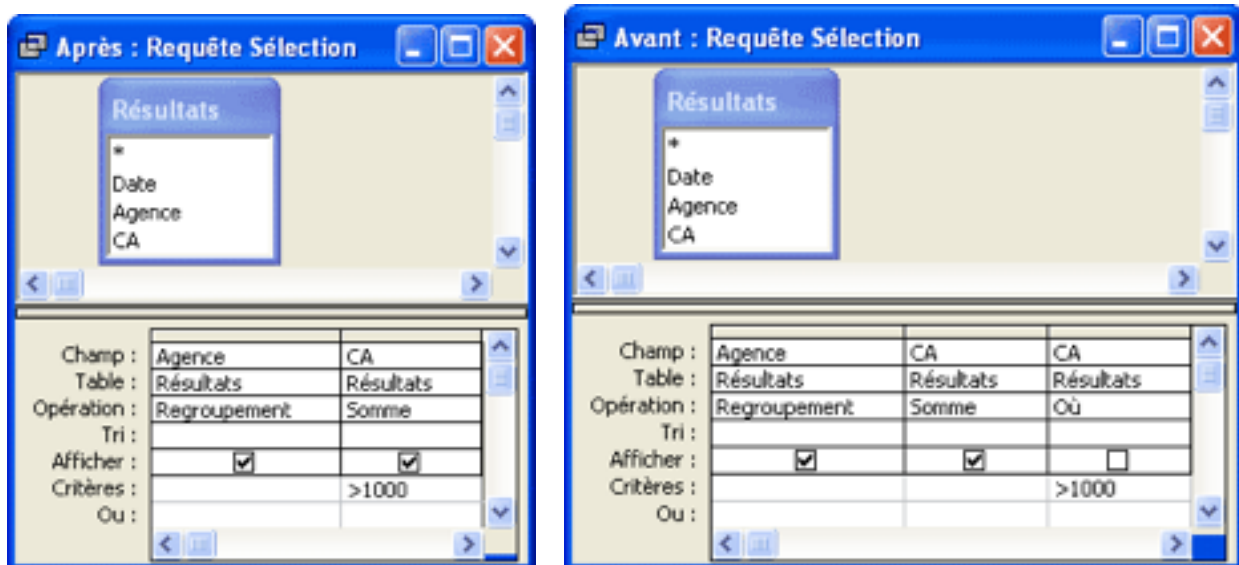 Après : Requête Sélection
Résultats
*
Date
Agence
CA
Champ : Agence CA
Table : Résultats Résultats
Opération : Regroupement Somme
Tri :
Afficher :
Critères : >1000
Ou :
Avant : Requête Sélection
Résultats
*
Date
Agence
CA
Champ : Agence CA CA
Table : Résultats Résultats Résultats
Opération : Regroupement Somme Où
Tri :
Afficher :
Critères : >1000
Ou :